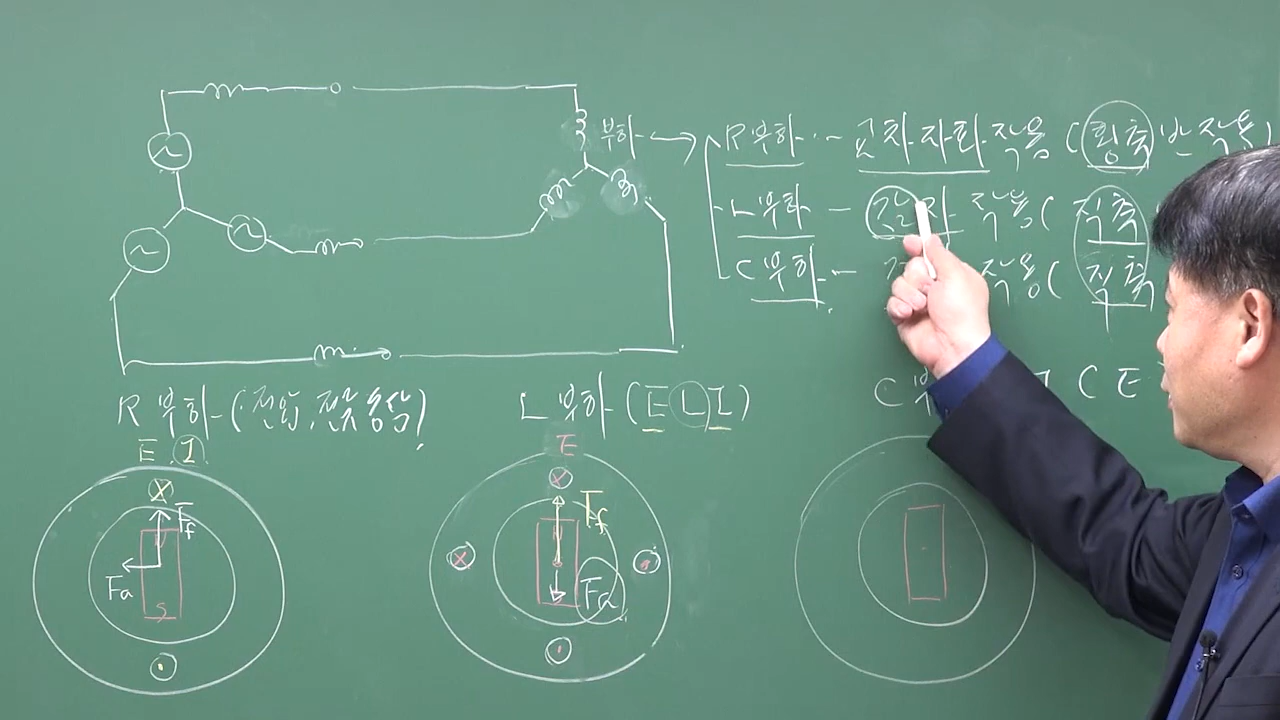 부하 → R부하 - 교차자화작용(횡축반작용)
L부하 - 감자 작용(직축
C부하 - 작용(직축
R 부하 (전압, 전류 동상)
E I
Ff
Fa
S
L 부하 (E L I)
E
N
Ff
Fa
S
C 부 I C E